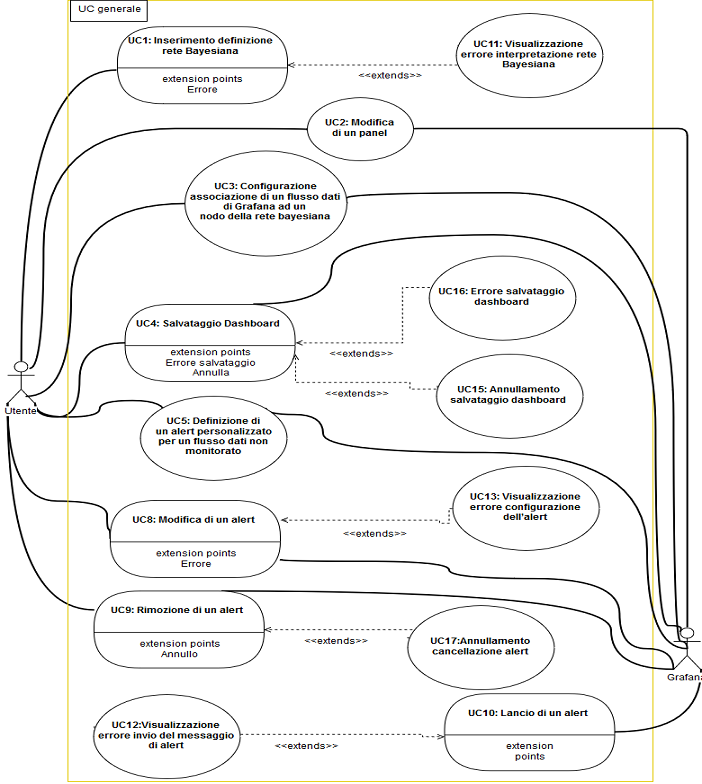 UC generale
UC1: Inserimento definizione
rete Bayesiana
extension points
Errore
UC11: Visualizzazione
errore interpretazione rete
Bayesiana
<<extends>>
UC2: Modifica
di un panel
UC3: Configurazione
associazione di un flusso dati
di Grafana ad un
nodo della rete bayesiana
UC4: Salvataggio Dashboard
extension points
Errore salvataggio
Annulla
UC16: Errore salvataggio
dashboard
<<extends>>
UC15: Annullamento
salvataggio dashboard
<<extends>>
Utente
UC5: Definizione di
un alert personalizzato
per un flusso dati non
monitorato
UC8: Modifica di un alert
extension points
Errore
UC13: Visualizzazione
errore configurazione
dell'alert
<<extends>>
UC9: Rimozione di un alert
extension points
Annullo
<<extends>>
UC17:Annullamento
cancellazione alert
Grafana
UC12:Visualizzazione
errore invio del messaggio
di alert
<<extends>>
UC10: Lancio di un alert
extension
points